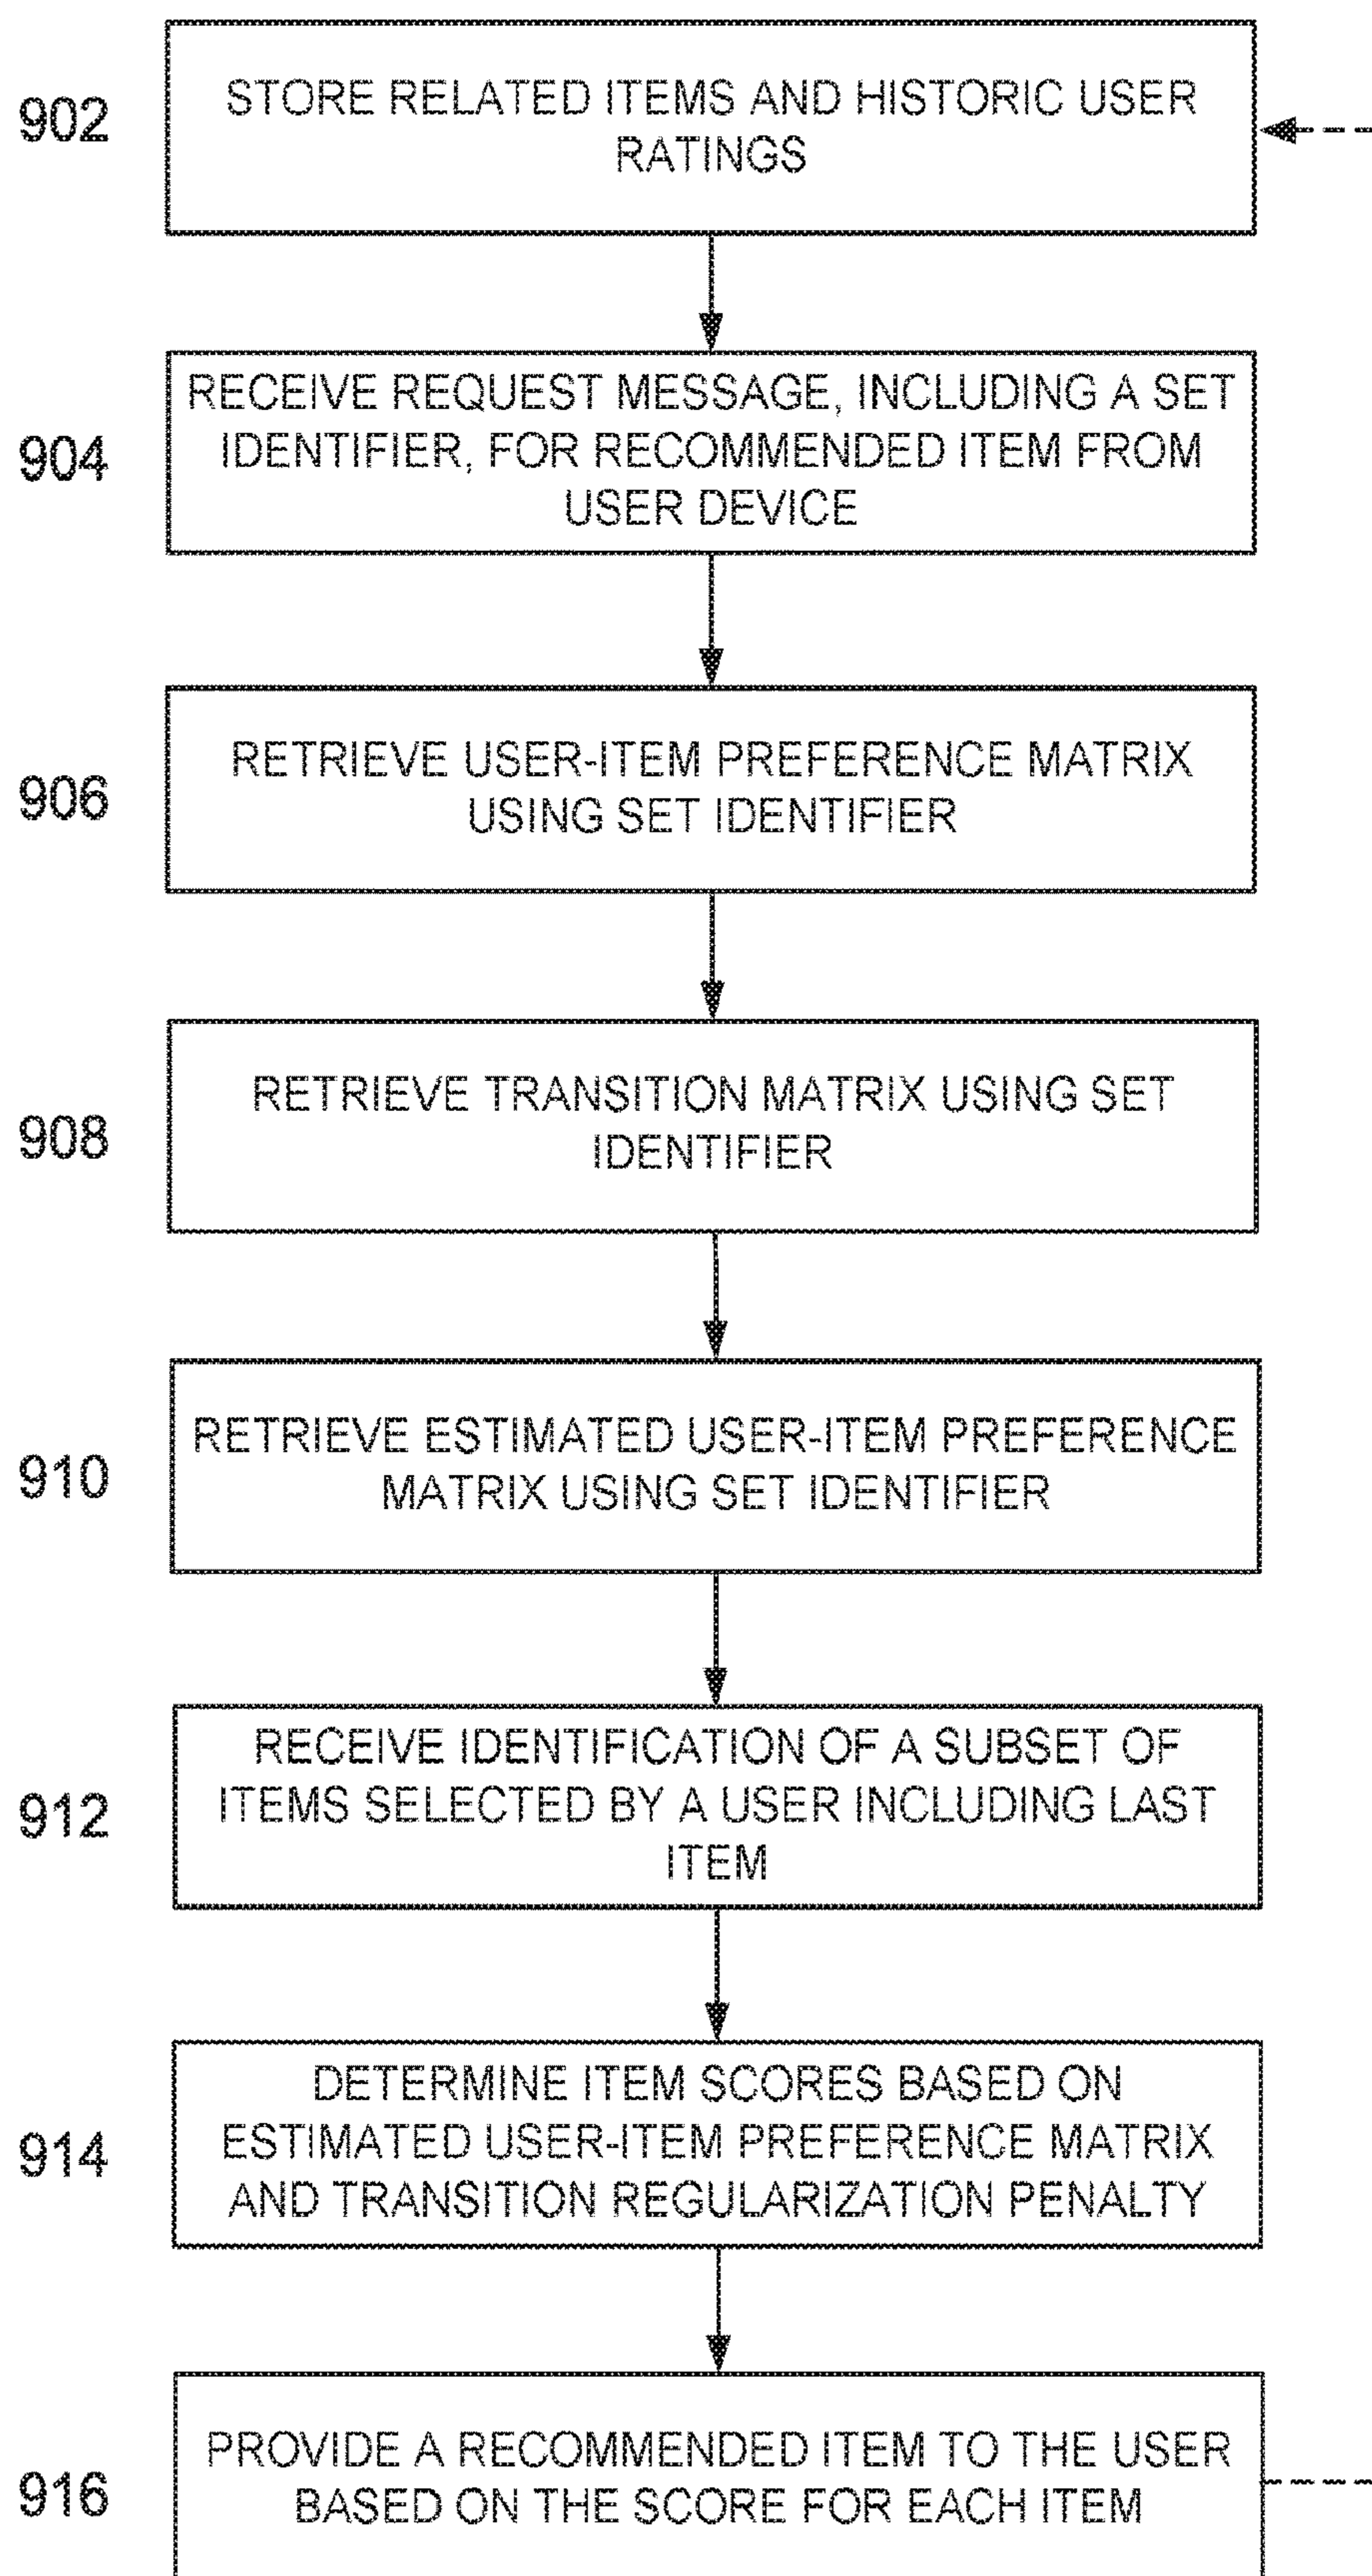 902
STORE RELATED ITEMS AND HISTORIC USER
RATINGS
904
RECEIVE REQUEST MESSAGE, INCLUDING A SET
IDENTIFIER, FOR RECOMMENDED ITEM FROM
USER DEVICE
906
RETRIEVE USER-ITEM PREFERENCE MATRIX
USING SET IDENTIFIER
908
RETRIEVE TRANSITION MATRIX USING SET
IDENTIFIER
910
RETRIEVE ESTIMATED USER-ITEM PREFERENCE
MATRIX USING SET IDENTIFIER
912
RECEIVE IDENTIFICATION OF A SUBSET OF
ITEMS SELECTED BY A USER INCLUDING LAST
ITEM
914
DETERMINE ITEM SCORES BASED ON
ESTIMATED USER-ITEM PREFERENCE MATRIX
AND TRANSITION REGULARIZATION PENALTY
916
PROVIDE A RECOMMENDED ITEM TO THE USER
BASED ON THE SCORE FOR EACH ITEM